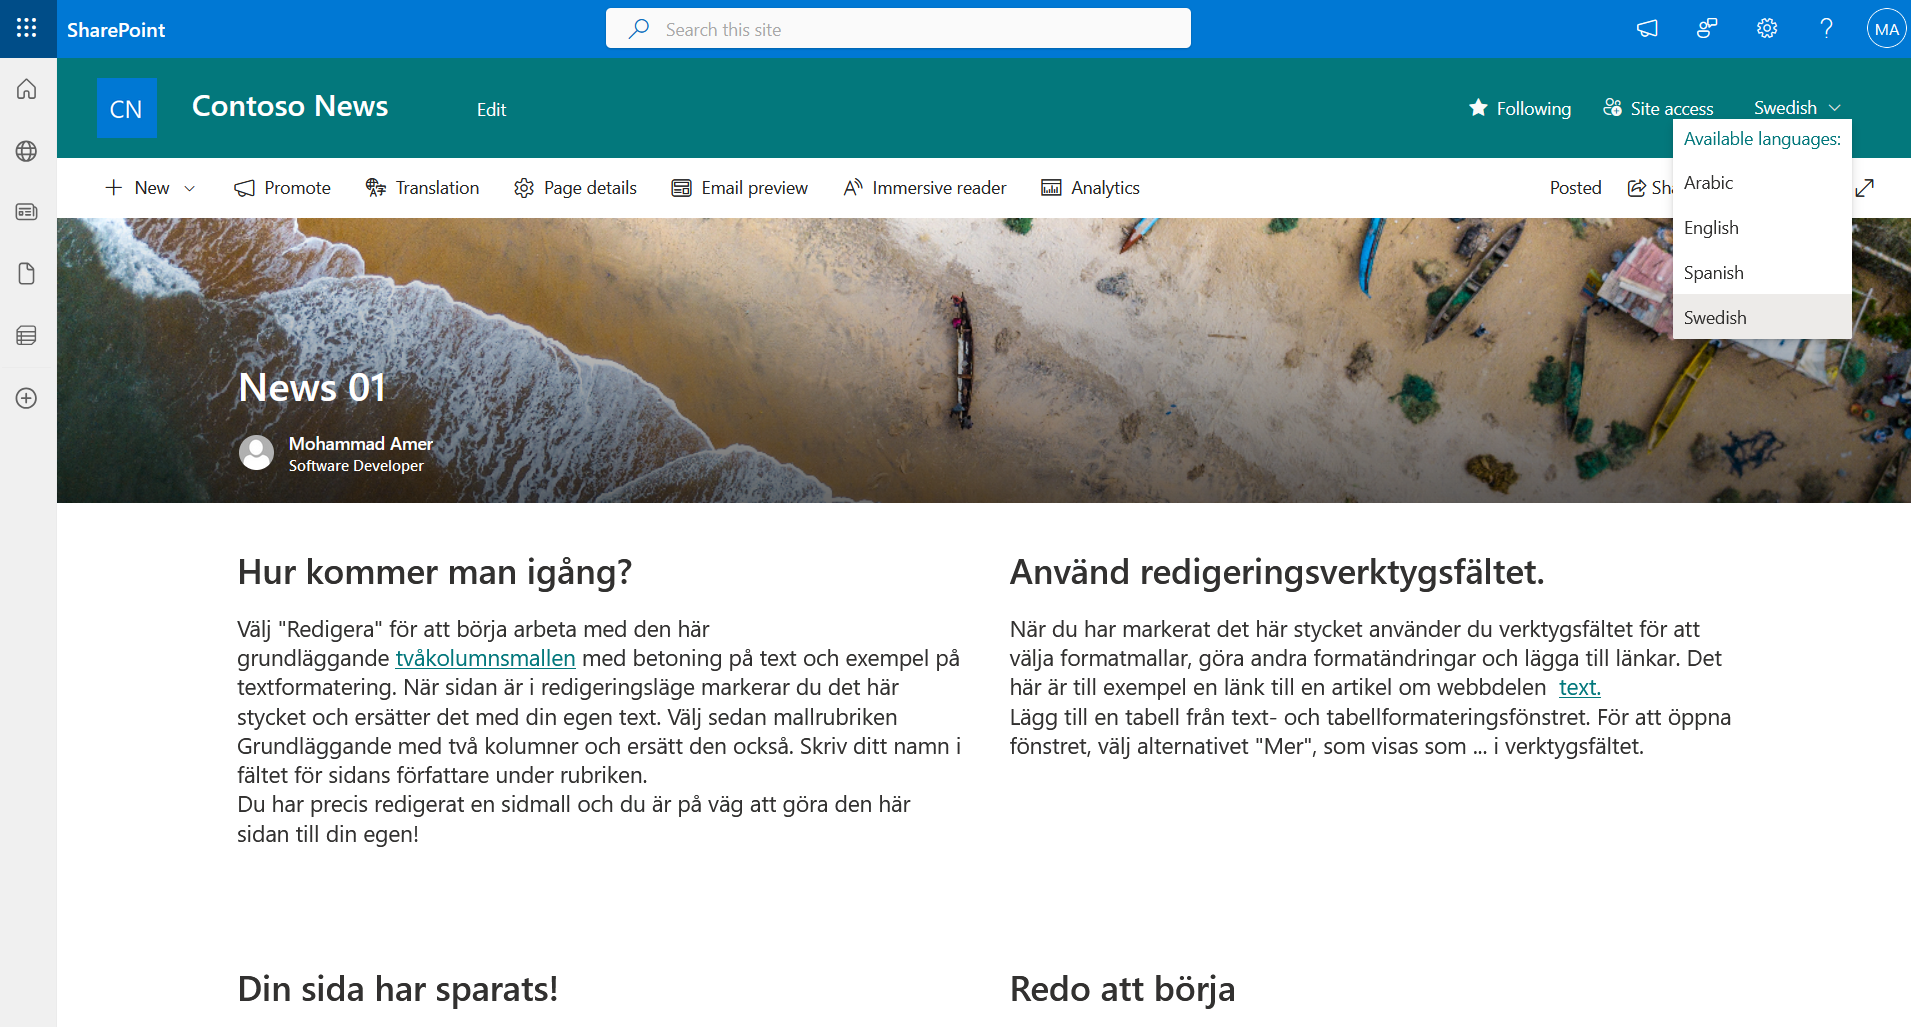 SharePoint
Search this site
MA
CN
Contoso News
Edit
Following
Site access
Swedish
Available languages:
Arabic
English
Spanish
Swedish
New
Promote
Translation
Page details
Email preview
Immersive reader
Analytics
Posted
Sha
News 01
Mohammad Amer
Software Developer
Hur kommer man igång?
Välj "Redigera" för att börja arbeta med den här
grundläggande tvåkolumnsmallen med betoning på text och exempel på
textformatering. När sidan är i redigeringsläge markerar du det här
stycket och ersätter det med din egen text. Välj sedan mallrubriken
Grundläggande med två kolumner och ersätt den också. Skriv ditt namn i
fältet för sidans författare under rubriken.
Du har precis redigerat en sidmall och du är på väg att göra den här
sidan till din egen!
Använd redigeringsverktygsfältet.
När du har markerat det här stycket använder du verktygsfältet för att
välja formatmallar, göra andra formatändringar och lägga till länkar. Det
här är till exempel en länk till en artikel om webbdelen text.
Lägg till en tabell från text- och tabellformateringsfönstret. För att öppna
fönstret, välj alternativet "Mer", som visas som ... i verktygsfältet.
Din sida har sparats!
Redo att börja